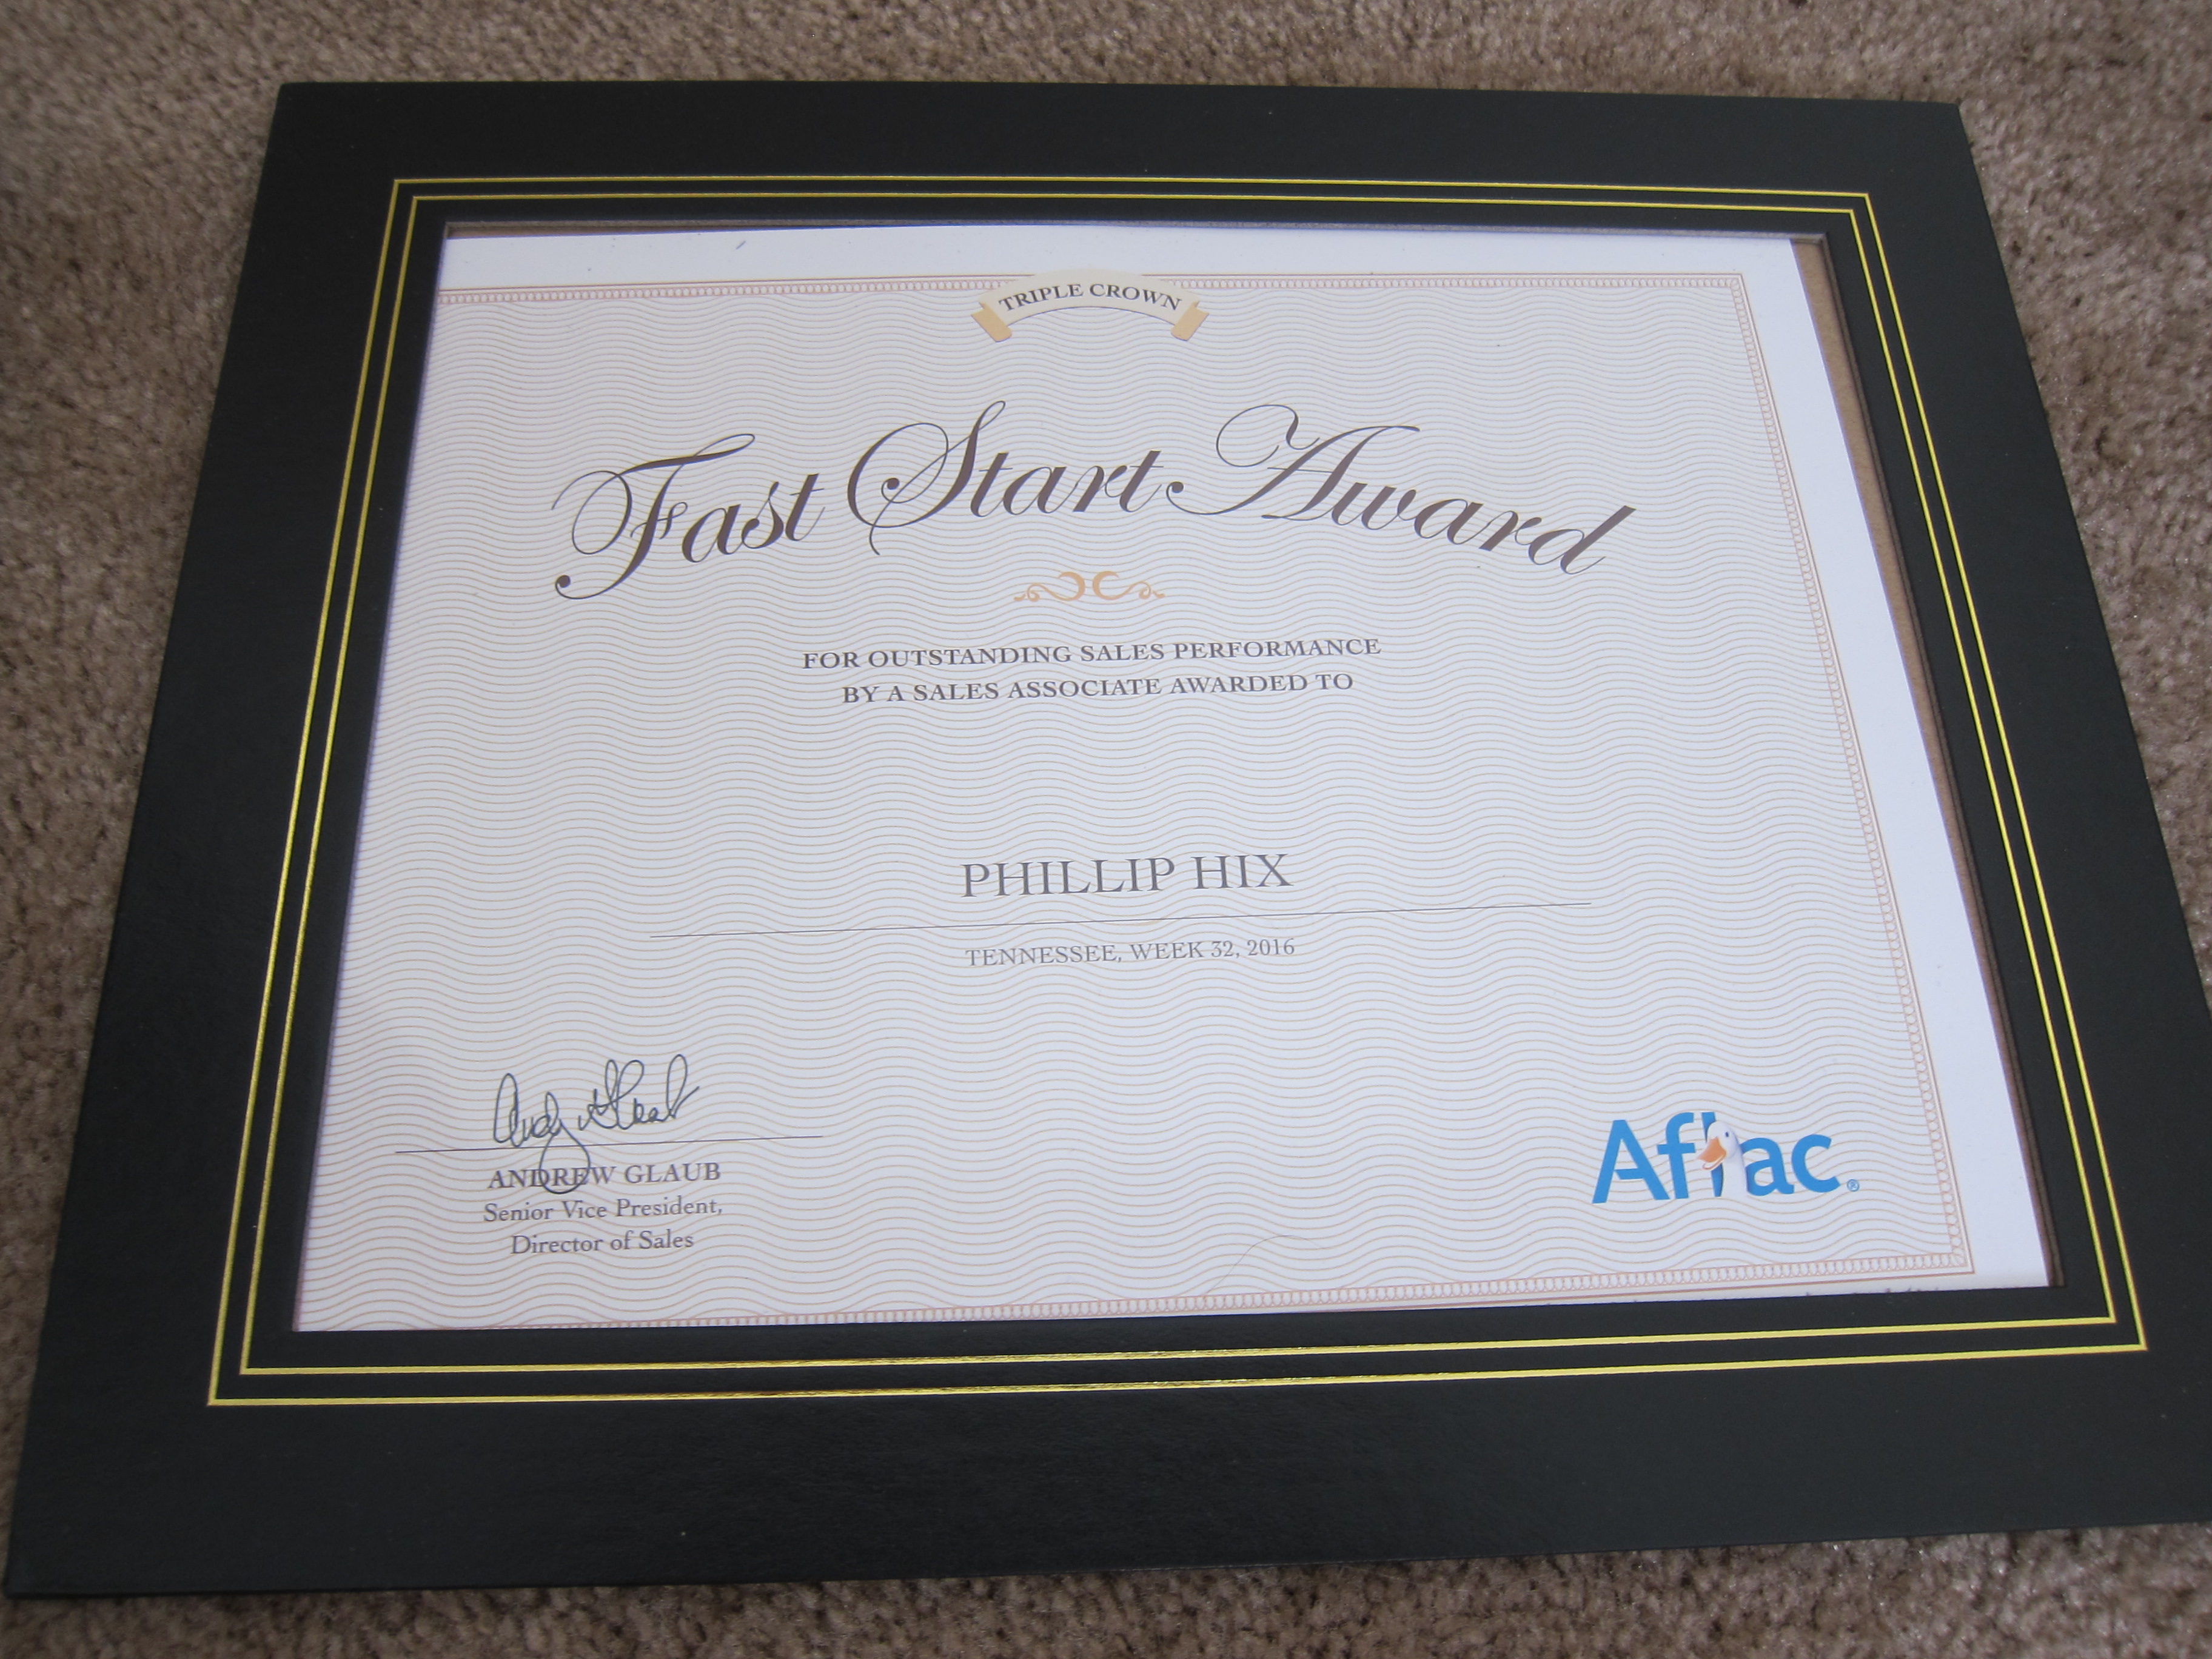 TRIPLE CROWN
Fast Start Award
FOR OUTSTANDING SALES PERFORMANCE
BY A SALES ASSOCIATE AWARDED TO
PHILLIP HIX
TENNESSEE, WEEK 32, 2016
Andy Glaub
ANDREW GLAUB
Senior Vice President,
Director of Sales
Aflac®